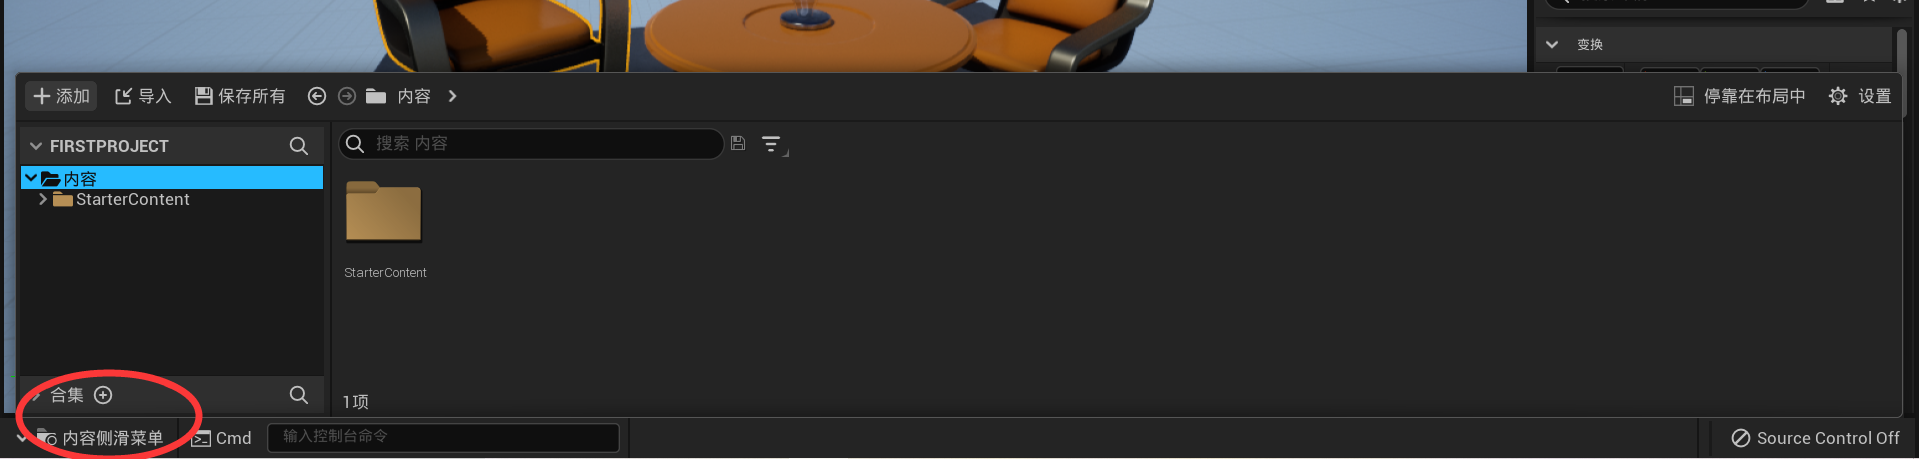 变换
添加 导入 保存所有 内容 停靠在布局中 设置
FIRSTPROJECT
搜索 内容
内容
StarterContent
StarterContent
合集
1项
内容侧滑菜单 Cmd 输入控制台命令 Source Control Off